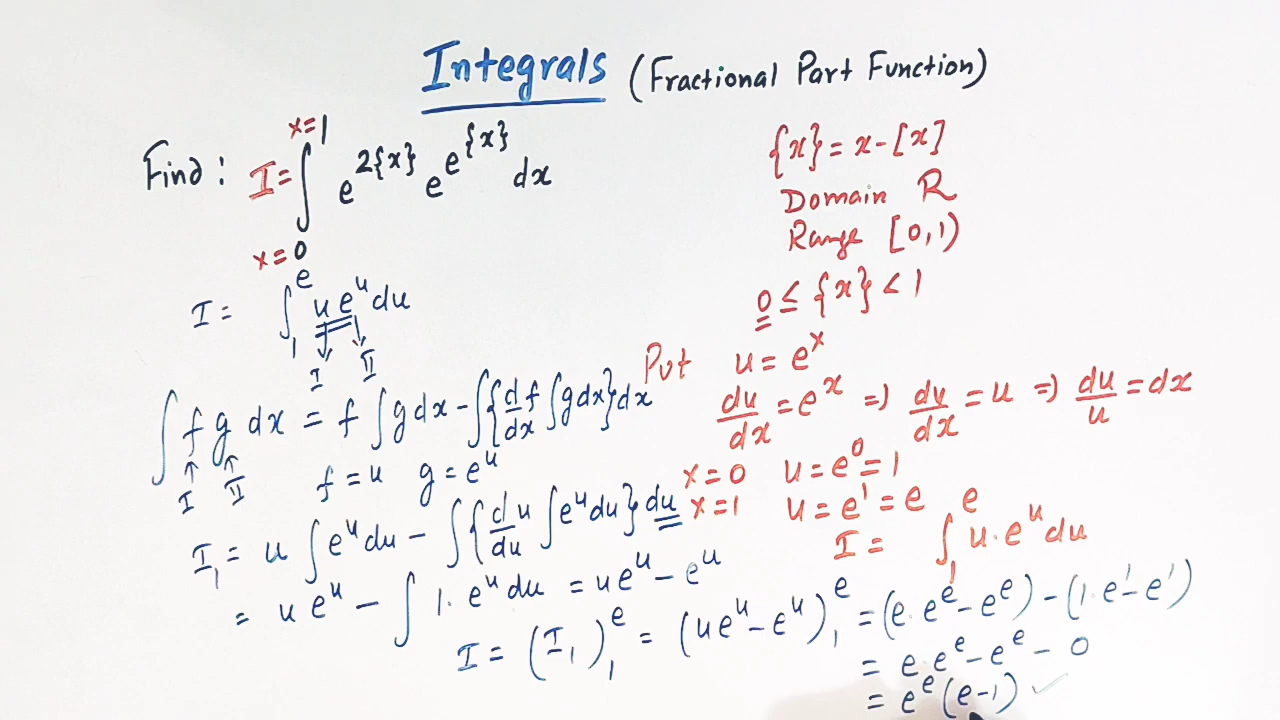 Integrals (Fractional Part Function)
Find : I = ∫_{x=0}^{x=1} e^{2{x}} e^{e^{{x}}} dx
{x} = x - [x]
Domain R
Range [0,1)
0 ≤ {x} < 1
I = ∫_1^e u e^u du
I II
Put u = e^x
du/dx = e^x => du/dx = u => du/u = dx
x=0 u = e^0 = 1
x=1 u = e^1 = e
I = ∫_1^e u · e^u du
∫ f g dx = f ∫ g dx - ∫ { d/dx f ∫ g dx } dx
I II f = u g = e^u
I_1 = u ∫ e^u du - ∫ { d/du u ∫ e^u du } du
= u e^u - ∫ 1. e^u du = u e^u - e^u
I = (I_1)_1^e = (u e^u - e^u)_1^e = (e. e^e - e^e) - (1. e^1 - e^1)
= e. e^e - e^e - 0
= e^e (e-1) ✓